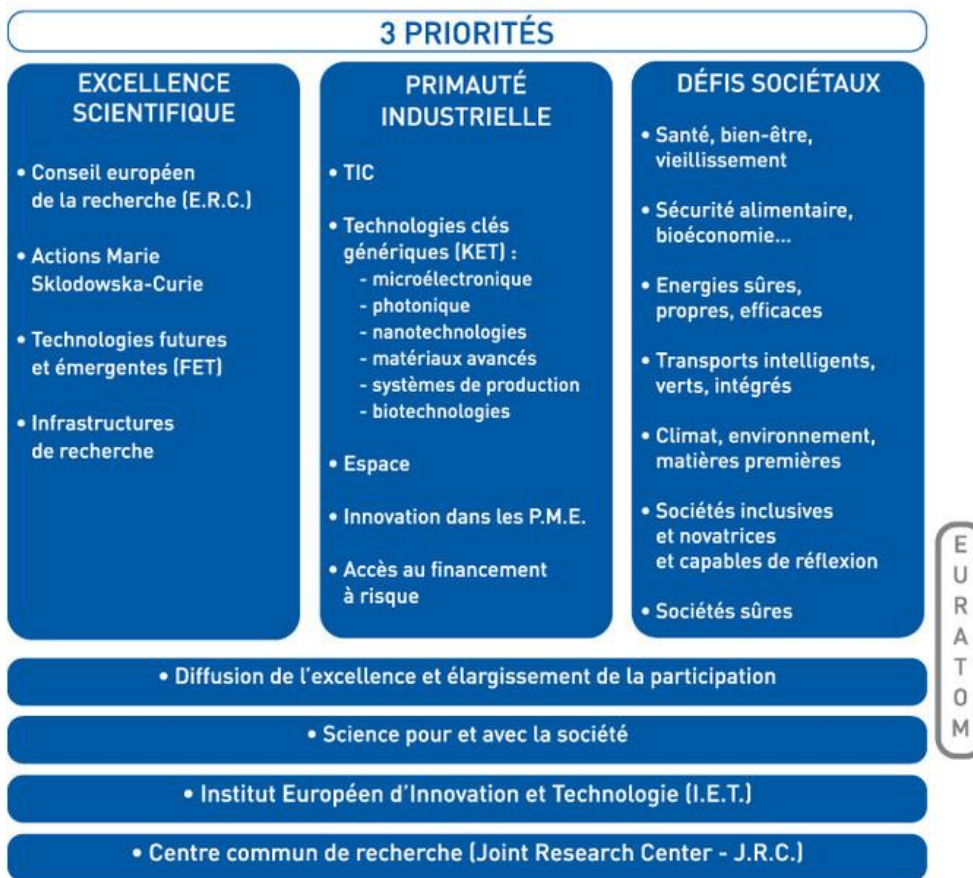 3 PRIORITÉS
EXCELLENCE
SCIENTIFIQUE
• Conseil européen
de la recherche (E.R.C.)
• Actions Marie
Sklodowska-Curie
• Technologies futures
et émergentes (FET)
• Infrastructures
de recherche
PRIMAUTÉ
INDUSTRIELLE
• TIC
• Technologies clés
génériques (KET) :
- microélectronique
- photonique
- nanotechnologies
- matériaux avancés
- systèmes de production
- biotechnologies
• Espace
• Innovation dans les P.M.E.
• Accès au financement
à risque
DÉFIS SOCIÉTAUX
• Santé, bien-être,
vieillissement
• Sécurité alimentaire,
bioéconomie...
• Energies sûres,
propres, efficaces
• Transports intelligents,
verts, intégrés
• Climat, environnement,
matières premières
• Sociétés inclusives
et novatrices
et capables de réflexion
• Sociétés sûres
EURATOM
• Diffusion de l'excellence et élargissement de la participation
• Science pour et avec la société
• Institut Européen d'Innovation et Technologie (I.E.T.)
• Centre commun de recherche (Joint Research Center - J.R.C.)